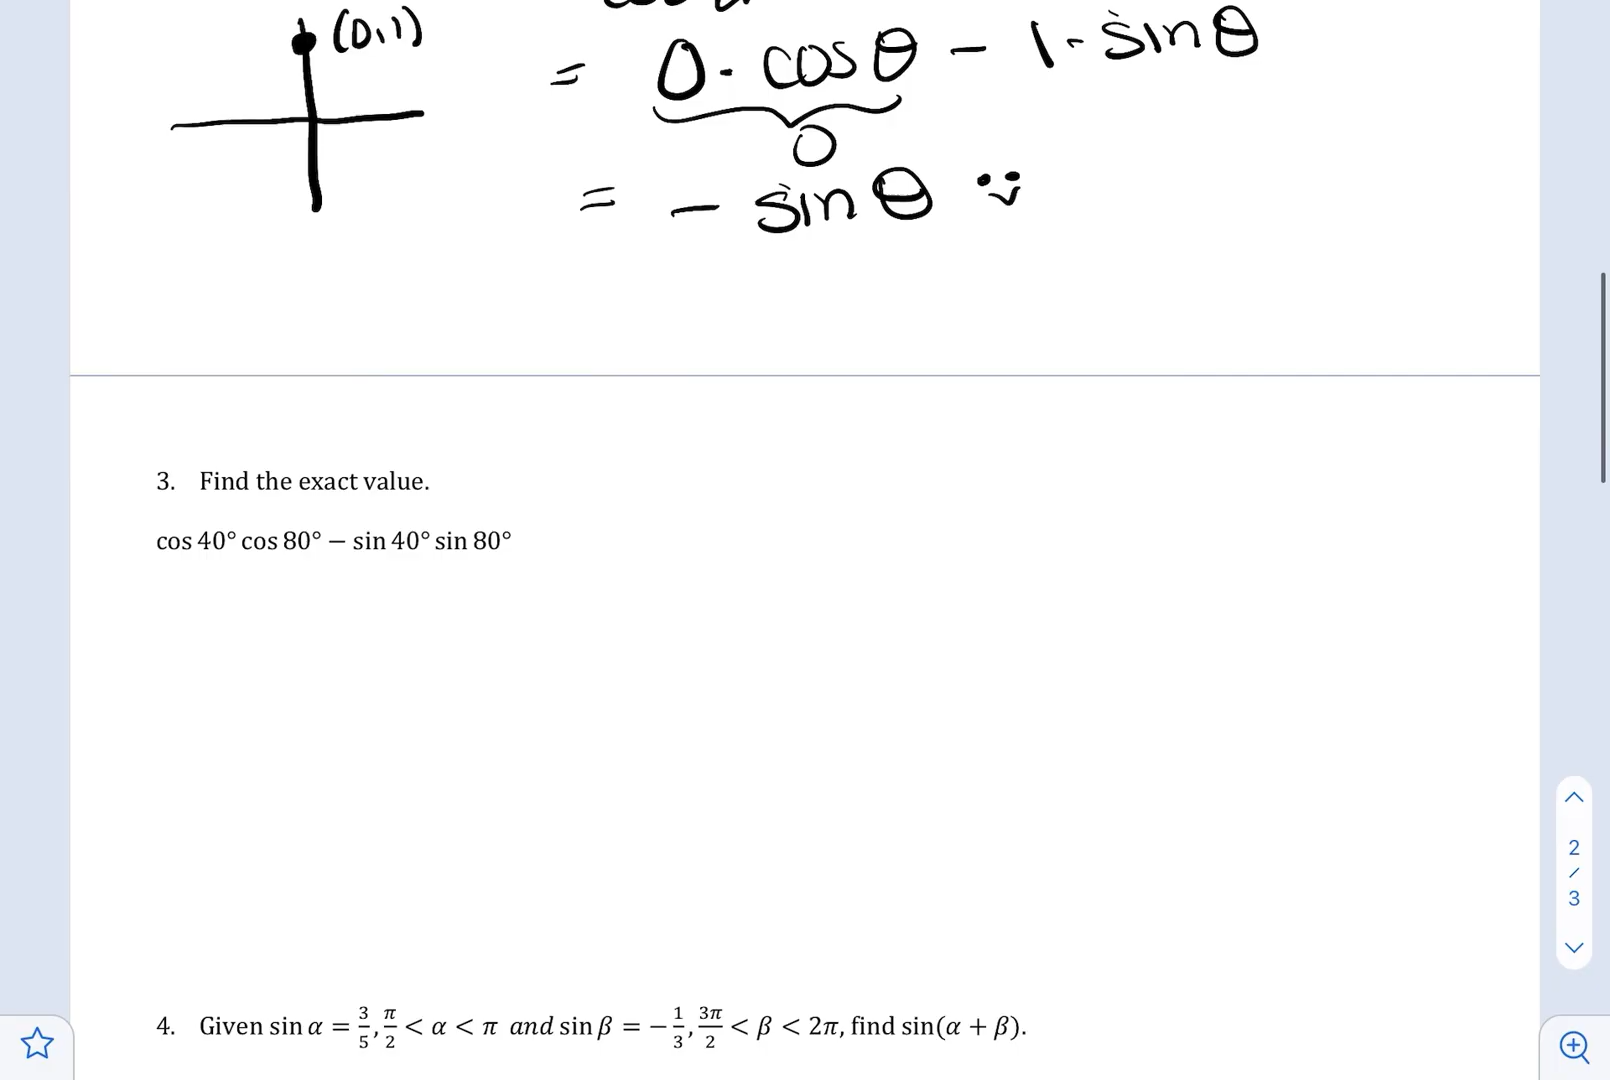 (0,1)
= 0 · cos θ - 1 · sin θ
0
= - sin θ
3. Find the exact value.
cos 40° cos 80° − sin 40° sin 80°
4. Given sin α = 3/5, π/2 < α < π and sin β = −1/3, 3π/2 < β < 2π, find sin(α + β).
2
/
3